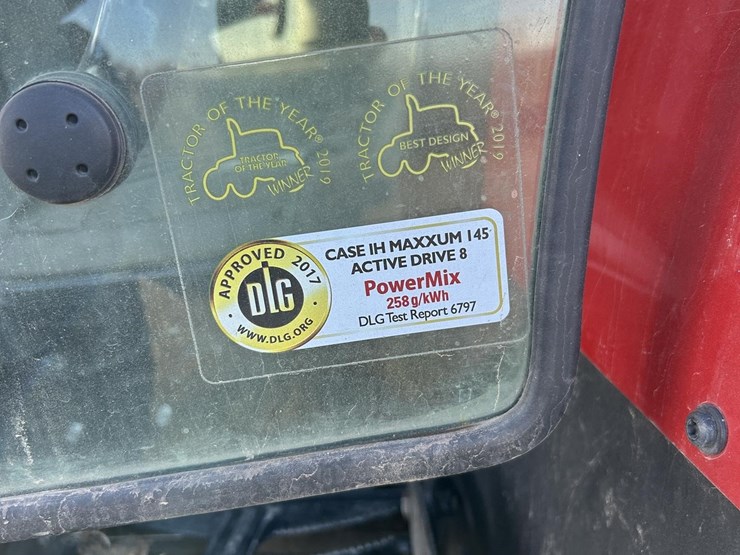 TRACTOR OF THE YEAR® 2019
TRACTOR
OF THE YEAR
WINNER
TRACTOR OF THE YEAR® 2019
BEST DESIGN
WINNER
APPROVED 2017
DLG
WWW.DLG.ORG
CASE IH MAXXUM 145
ACTIVE DRIVE 8
PowerMix
258 g/kWh
DLG Test Report 6797